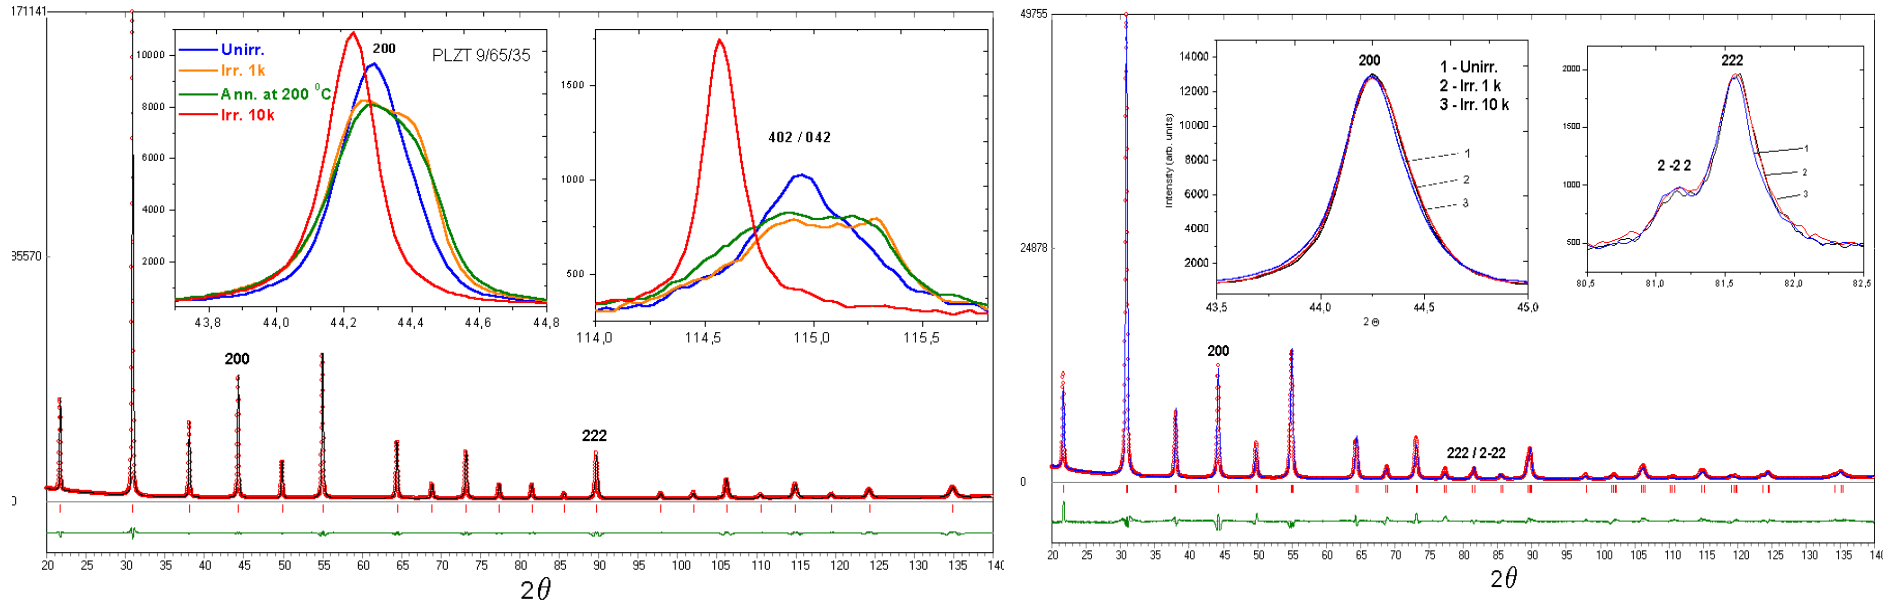 171141
35570
200
222
20 25 30 35 40 45 50 55 60 65 70 75 80 85 90 95 100 105 110 115 120 125 130 135
2θ
10000
8000
6000
4000
2000
Unirr.
Irr. 1k
Ann. at 200 °C
Irr. 10k
200
PLZT 9/65/35
43,8 44,0 44,2 44,4 44,6 44,8
1500
1000
500
402 / 042
114,0 114,5 115,0 115,5
49755
24878
0
200
222 / 2-22
20 25 30 35 40 45 50 55 60 65 70 75 80 85 90 95 100 105 110 115 120 125 130 135 140
2θ
14000
12000
10000
8000
6000
4000
2000
Intensity (arb. units)
200
1 - Unirr.
2 - Irr. 1 k
3 - Irr. 10 k
1
2
3
43,5 44,0 44,5 45,0
2 Θ
2000
1500
1000
500
222
2 -2 2
1
2
3
80,5 81,0 81,5 82,0 82,5